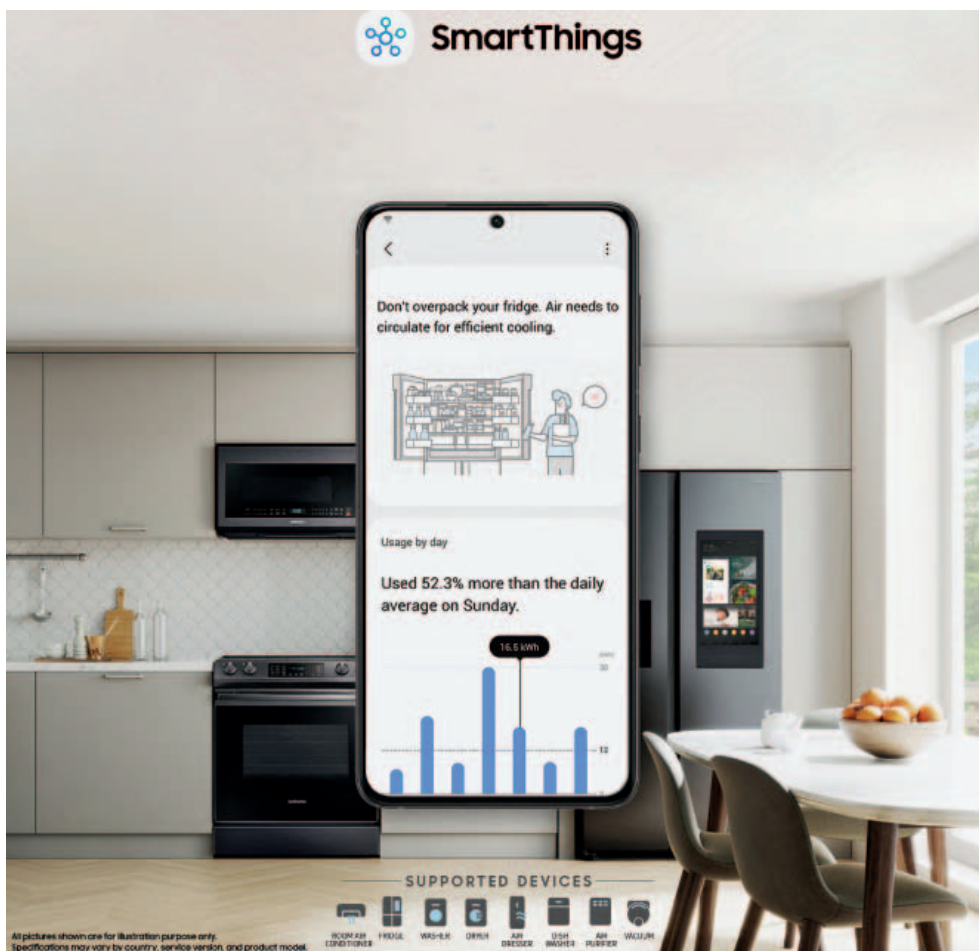 SmartThings
Don't overpack your fridge. Air needs to
circulate for efficient cooling.
Usage by day
Used 52.3% more than the daily
average on Sunday.
16.5 kWh
30
12
SUPPORTED DEVICES
ROOM AIR
CONDITIONER
FRIDGE
WASHER
DRYER
AIR
DRESSER
DISH
WASHER
AIR
PURIFIER
VACUUM
All pictures shown are for illustration purpose only.
Specifications may vary by country, service version, and product model.